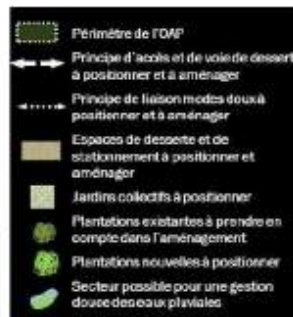 Périmètre de l'OAP
Principe d'accès et de voie de dessert
à positionner et à aménager
Principe de liaison modes doux à
positionner et à aménager
Espaces de desserte et de
stationnement à positionner et
aménager
Jardins collectifs à positionner
Plantations existantes à prendre en
compte dans l'aménagement
Plantations nouvelles à positionner
Secteur possible pour une gestion
douce des eaux pluviales